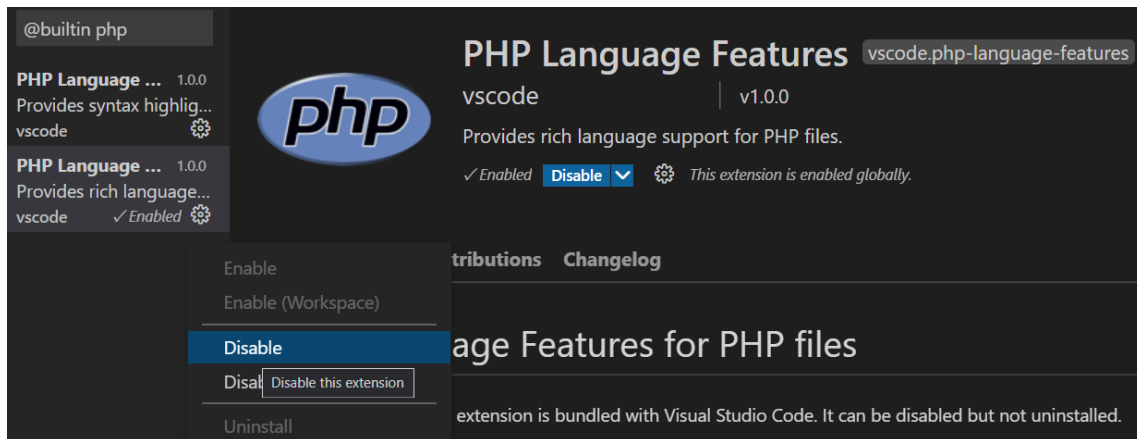 @builtin php
PHP Language ... 1.0.0
Provides syntax highlig...
vscode
PHP Language ... 1.0.0
Provides rich language...
vscode ✓ Enabled
php
PHP Language Features vscode.php-language-features
vscode v1.0.0
Provides rich language support for PHP files.
✓ Enabled Disable This extension is enabled globally.
tributions Changelog
age Features for PHP files
extension is bundled with Visual Studio Code. It can be disabled but not uninstalled.
Enable
Enable (Workspace)
Disable
Disab
Disable this extension
Uninstall